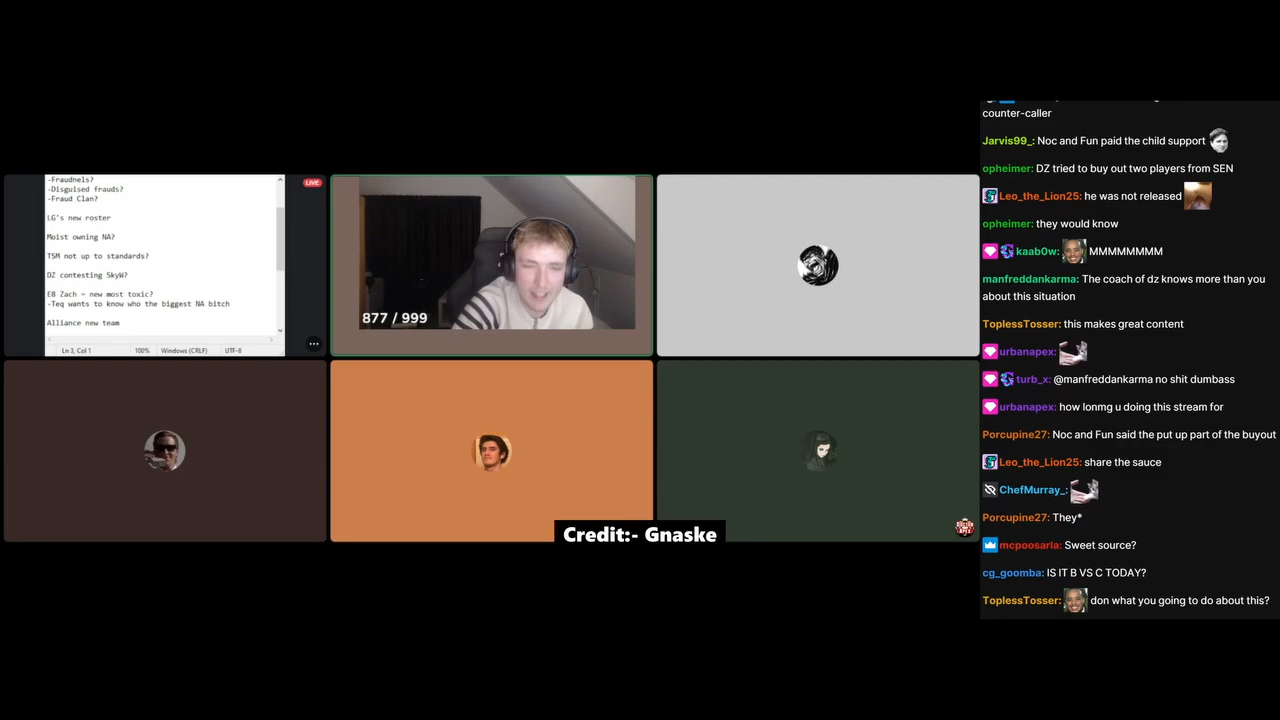 -Fraudnels?
-Disguised frauds?
-Fraud Clan?
LG's new roster
Moist owning NA?
TSM not up to standards?
DZ contesting SkyW?
E8 Zach = new most toxic?
-Teq wants to know who the biggest NA bitch
Alliance new team
Ln 3, Col 1
100%
Windows (CRLF)
UTF-8
LIVE
877 / 999
Credit:- Gnaske
counter-caller
Jarvis99_: Noc and Fun paid the child support
opheimer: DZ tried to buy out two players from SEN
Leo_the_Lion25: he was not released
opheimer: they would know
kaab0w: MMMMMMMM
manfreddankarma: The coach of dz knows more than you
about this situation
ToplessTosser: this makes great content
urbanapex:
turb_x: @manfreddankarma no shit dumbass
urbanapex: how lonmg u doing this stream for
Porcupine27: Noc and Fun said the put up part of the buyout
Leo_the_Lion25: share the sauce
ChefMurray_:
Porcupine27: They*
mcpoosarla: Sweet source?
cg_goomba: IS IT B VS C TODAY?
ToplessTosser: don what you going to do about this?